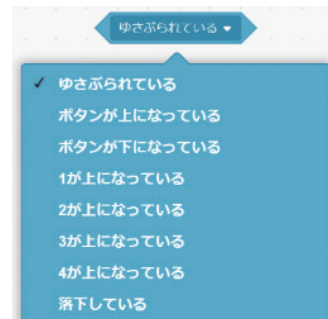 ゆさぶられている
ゆさぶられている
ボタンが上になっている
ボタンが下になっている
1が上になっている
2が上になっている
3が上になっている
4が上になっている
落下している